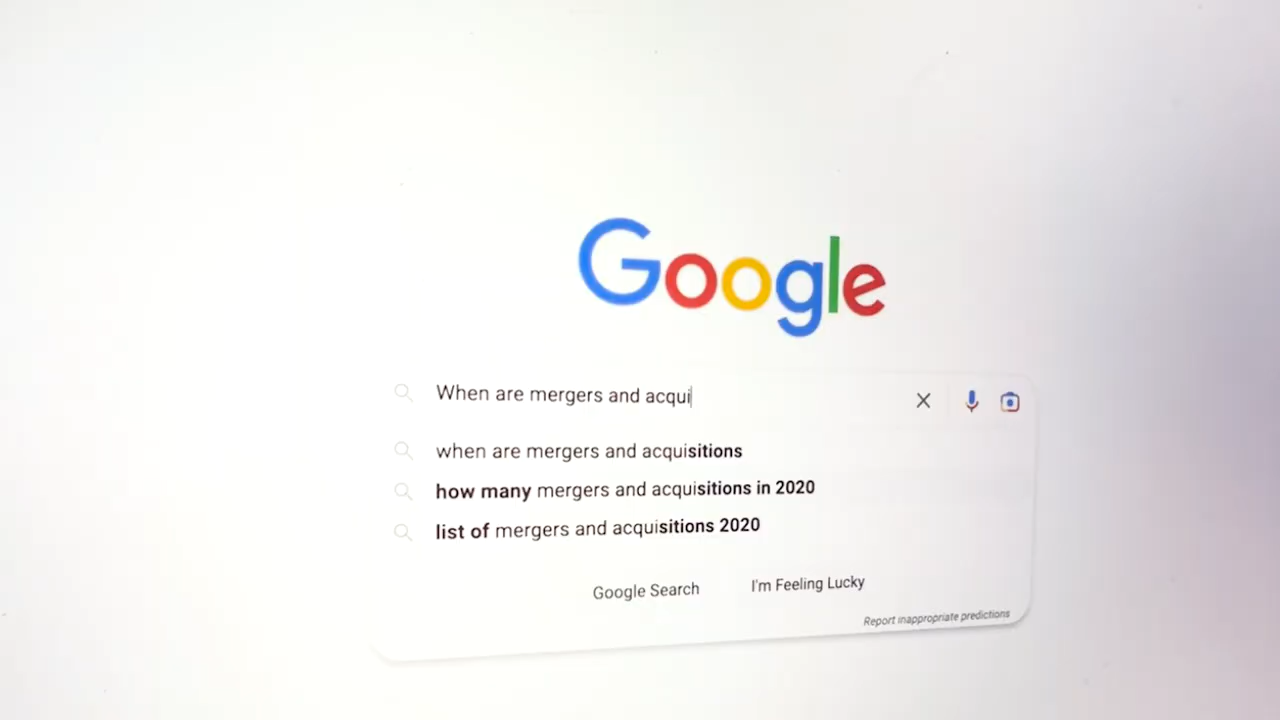 Google
When are mergers and acqui
when are mergers and acquisitions
how many mergers and acquisitions in 2020
list of mergers and acquisitions 2020
Google Search
I'm Feeling Lucky
Report inappropriate predictions